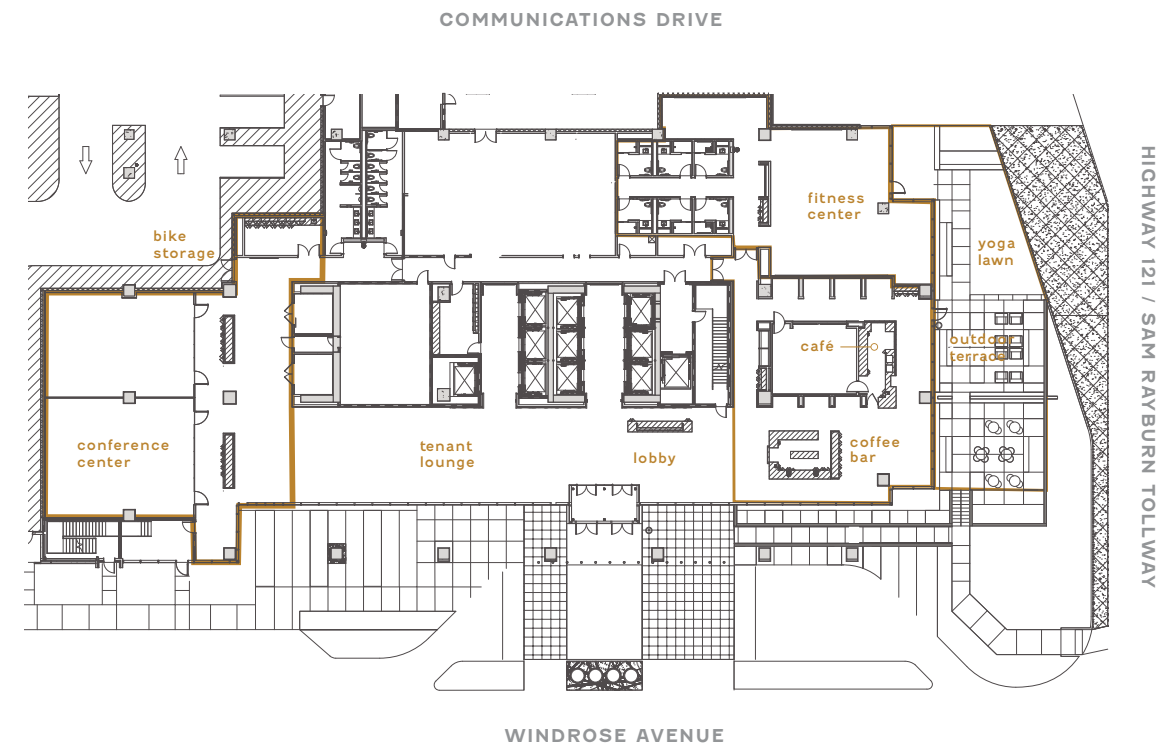 COMMUNICATIONS DRIVE
fitness
center
bike
storage
yoga
lawn
HIGHWAY 121 / SAM RAYBURN TOLLWAY
café
outdoor
terrace
conference
center
tenant
lounge
lobby
coffee
bar
WINDROSE AVENUE